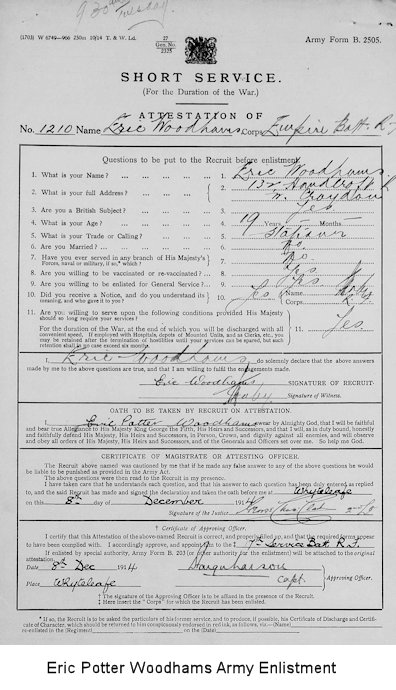 9.30 am
Tuesday
(1703) W 6749—966 250m 10/14 T. & W. Ld. 27 Gen. No. 2325 Army Form B. 2505.
SHORT SERVICE.
(For the Duration of the War.)
ATTESTATION OF
No. 1210 Name Eric Woodhams Corps Empire Batt. R.F
Questions to be put to the Recruit before enlistment.
1. What is your Name? ... ... ... ... 1. Eric Woodhams
2. What is your full Address? ... ... ... 2.
W. Croydon
3. Are you a British Subject? ... ... ... 3. Yes
4. What is your Age? ... ... ... ... 4. 19 Years — Months
5. What is your Trade or Calling? ... ... ... 5.
6. Are you Married? ... ... ... ... 6. No
7. Have you ever served in any branch of His Majesty's Forces, naval or military, if so,* which? 7. No
8. Are you willing to be vaccinated or re-vaccinated? ... 8. Yes
9. Are you willing to be enlisted for General Service? ... 9. Yes
10. Did you receive a Notice, and do you understand its meaning, and who gave it to you? 10. Yes Name
Corps R.F.
11. Are you willing to serve upon the following conditions provided His Majesty should so long require your services?
For the duration of the War, at the end of which you will be discharged with all convenient speed. If employed with Hospitals, depots of Mounted Units, and as Clerks, etc., you may be retained after the termination of hostilities until your services can be spared, but such retention shall in no case exceed six months. 11. Yes
I, Eric Woodhams, do solemnly declare that the above answers
made by me to the above questions are true, and that I am willing to fulfil the engagements made.
Eric Woodhams SIGNATURE OF RECRUIT.
Signature of Witness.
OATH TO BE TAKEN BY RECRUIT ON ATTESTATION.
I, Eric Potter Woodhams swear by Almighty God, that I will be faithful
and bear true Allegiance to His Majesty King George the Fifth, His Heirs and Successors, and that I will, as in duty bound, honestly
and faithfully defend His Majesty, His Heirs and Successors, in Person, Crown, and dignity against all enemies, and will observe
and obey all orders of His Majesty, His Heirs and Successors, and of the Generals and Officers set over me. So help me God.
CERTIFICATE OF MAGISTRATE OR ATTESTING OFFICER.
The Recruit above named was cautioned by me that if he made any false answer to any of the above questions he would
be liable to be punished as provided in the Army Act.
The above questions were then read to the Recruit in my presence.
I have taken care that he understands each question, and that his answer to each question has been duly entered as replied
to, and the said Recruit has made and signed the declaration and taken the oath before me at Whyteleafe
on this 8th day of December 1914
Signature of the Justice
† Certificate of Approving Officer.
I certify that this Attestation of the above-named Recruit is correct, and properly filled up, and that the required forms appear
to have been complied with. I accordingly approve, and appoint him to the ‡ Service Bat. R.F.
If enlisted by special authority, Army Form B. 203 (or other authority for the enlistment) will be attached to the original
attestation.
Date 8th Dec 1914
Capt. Approving Officer.
Place Whyteleafe
† The signature of the Approving Officer is to be affixed in the presence of the Recruit.
‡ Here insert the "Corps" for which the Recruit has been enlisted.
* If so, the Recruit is to be asked the particulars of his former service, and to produce, if possible, his Certificate of Discharge and Certifi-
cate of Character, which should be returned to him conspicuously endorsed in red ink, as follows, viz.—(Name)
re-enlisted in the (Regiment) on the (Date)
Eric Potter Woodhams Army Enlistment